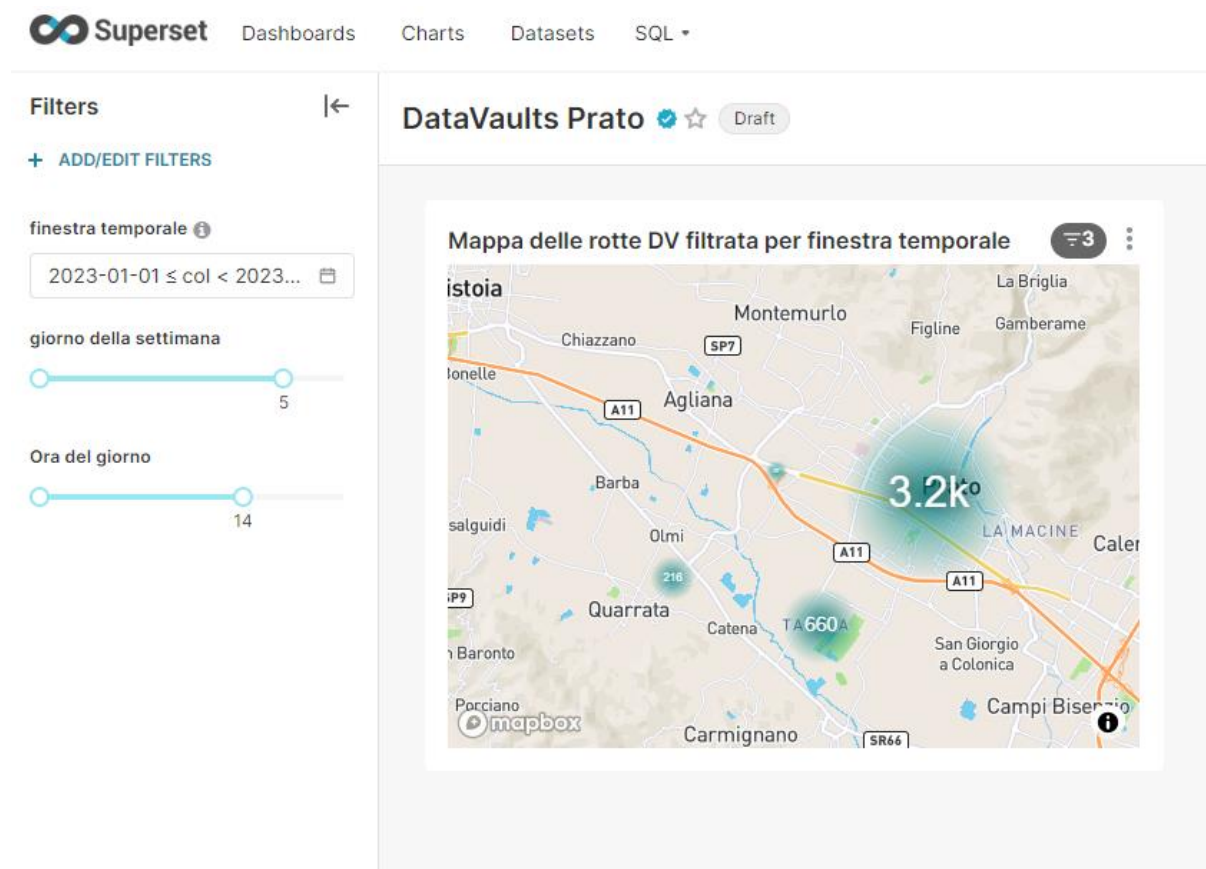 Superset Dashboards Charts Datasets SQL
Filters
+ ADD/EDIT FILTERS
finestra temporale
2023-01-01 ≤ col < 2023...
giorno della settimana
5
Ora del giorno
14
DataVaults Prato Draft
Mappa delle rotte DV filtrata per finestra temporale 3
istoia
La Briglia
Montemurlo
Figline
Gamberame
Chiazzano
SP7
Bonelle
A11
Agliana
3.2k
Barba
LA MACINE
salguidi
Olmi
A11
Caler
216
A11
SP9
Quarrata
Catena
660
San Giorgio
a Colonica
n Baronto
Porciano
Campi Bisenzio
mapbox
Carmignano
SR66